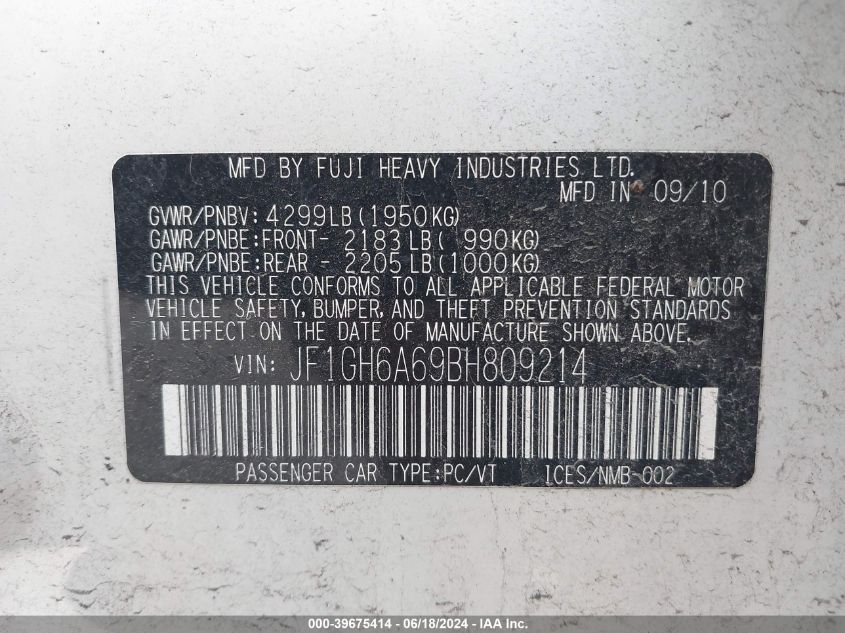 MFD BY FUJI HEAVY INDUSTRIES LTD.
MFD IN 09/10
GVWR/PNBV: 4299LB(1950KG)
GAWR/PNBE:FRONT- 2183LB( 990KG)
GAWR/PNBE:REAR - 2205LB(1000KG)
THIS VEHICLE CONFORMS TO ALL APPLICABLE FEDERAL MOTOR
VEHICLE SAFETY, BUMPER, AND THEFT PREVENTION STANDARDS
IN EFFECT ON THE DATE OF MANUFACTURE SHOWN ABOVE.
VIN: JF1GH6A69BH809214
PASSENGER CAR TYPE:PC/VT ICES/NMB-002
000-39675414 - 06/18/2024 - IAA Inc.